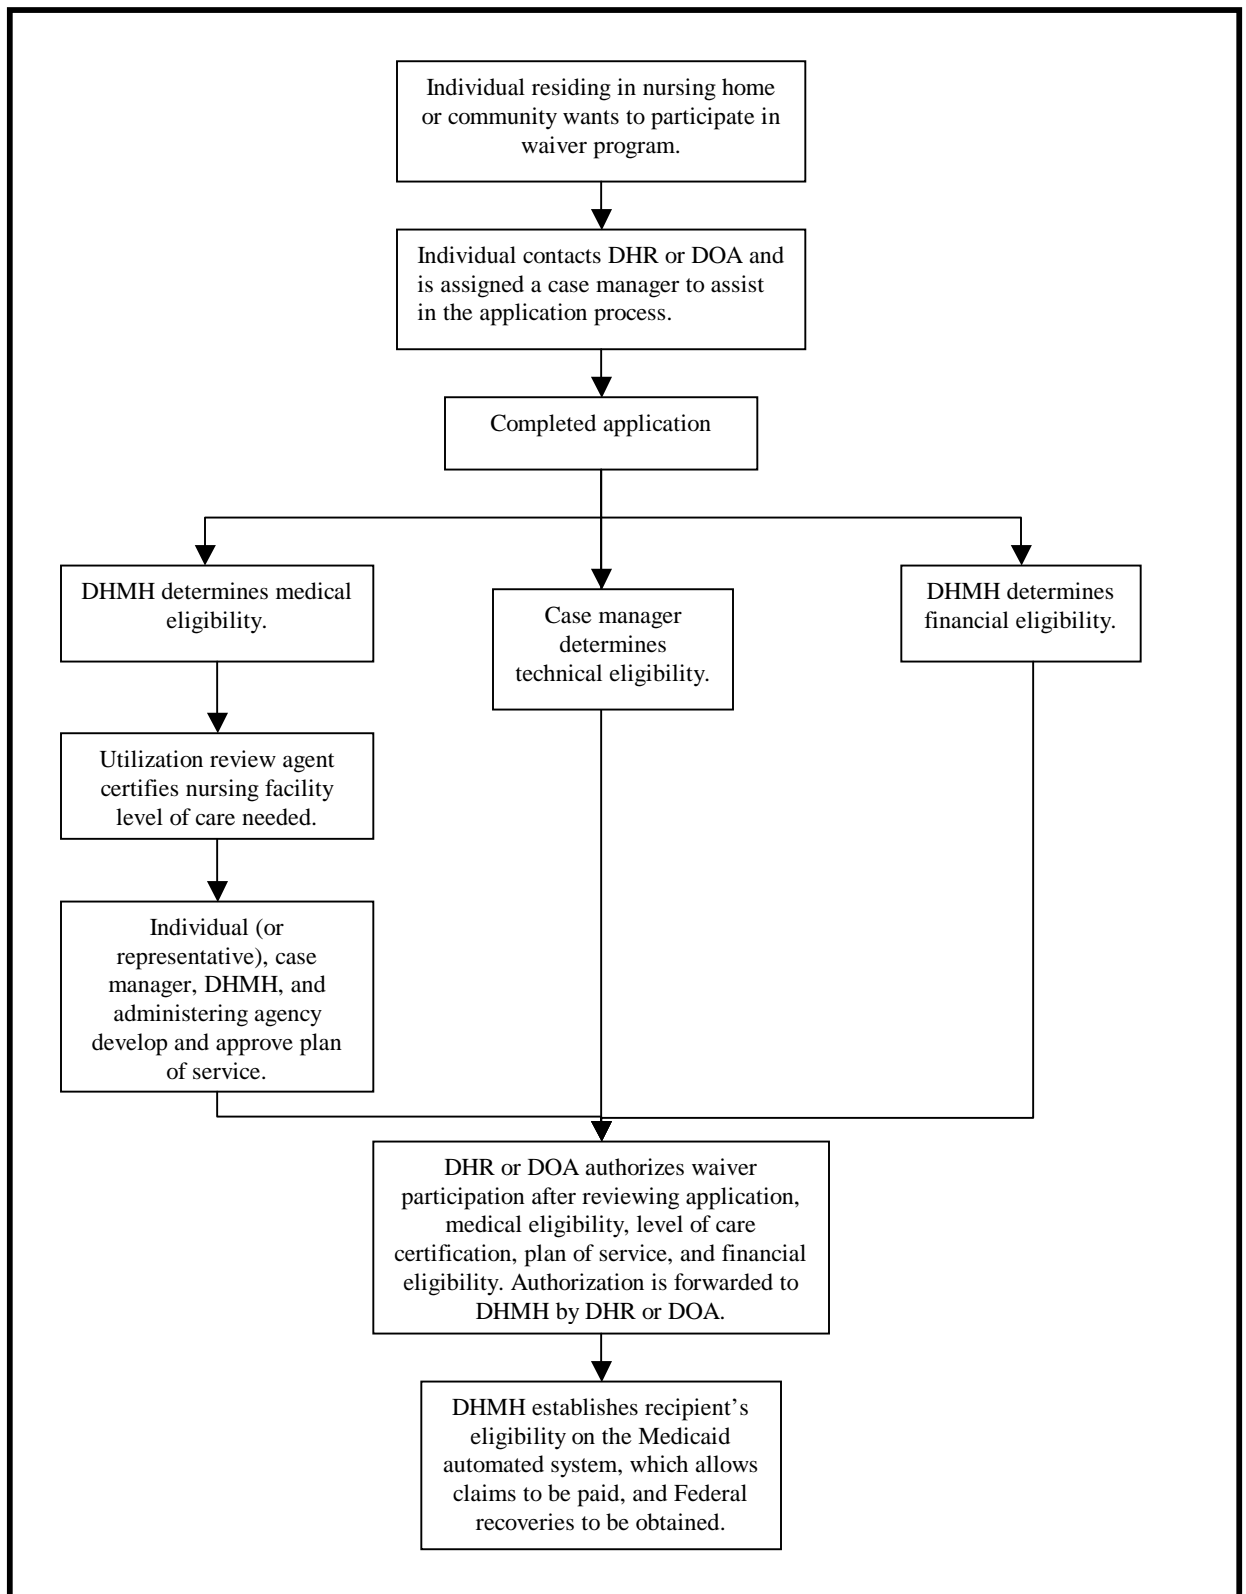 Individual residing in nursing home
or community wants to participate in
waiver program.
Individual contacts DHR or DOA and
is assigned a case manager to assist
in the application process.
Completed application
DHMH determines medical
eligibility.
Case manager
determines
technical eligibility.
DHMH determines
financial eligibility.
Utilization review agent
certifies nursing facility
level of care needed.
Individual (or
representative), case
manager, DHMH, and
administering agency
develop and approve plan
of service.
DHR or DOA authorizes waiver
participation after reviewing application,
medical eligibility, level of care
certification, plan of service, and financial
eligibility. Authorization is forwarded to
DHMH by DHR or DOA.
DHMH establishes recipient’s
eligibility on the Medicaid
automated system, which allows
claims to be paid, and Federal
recoveries to be obtained.